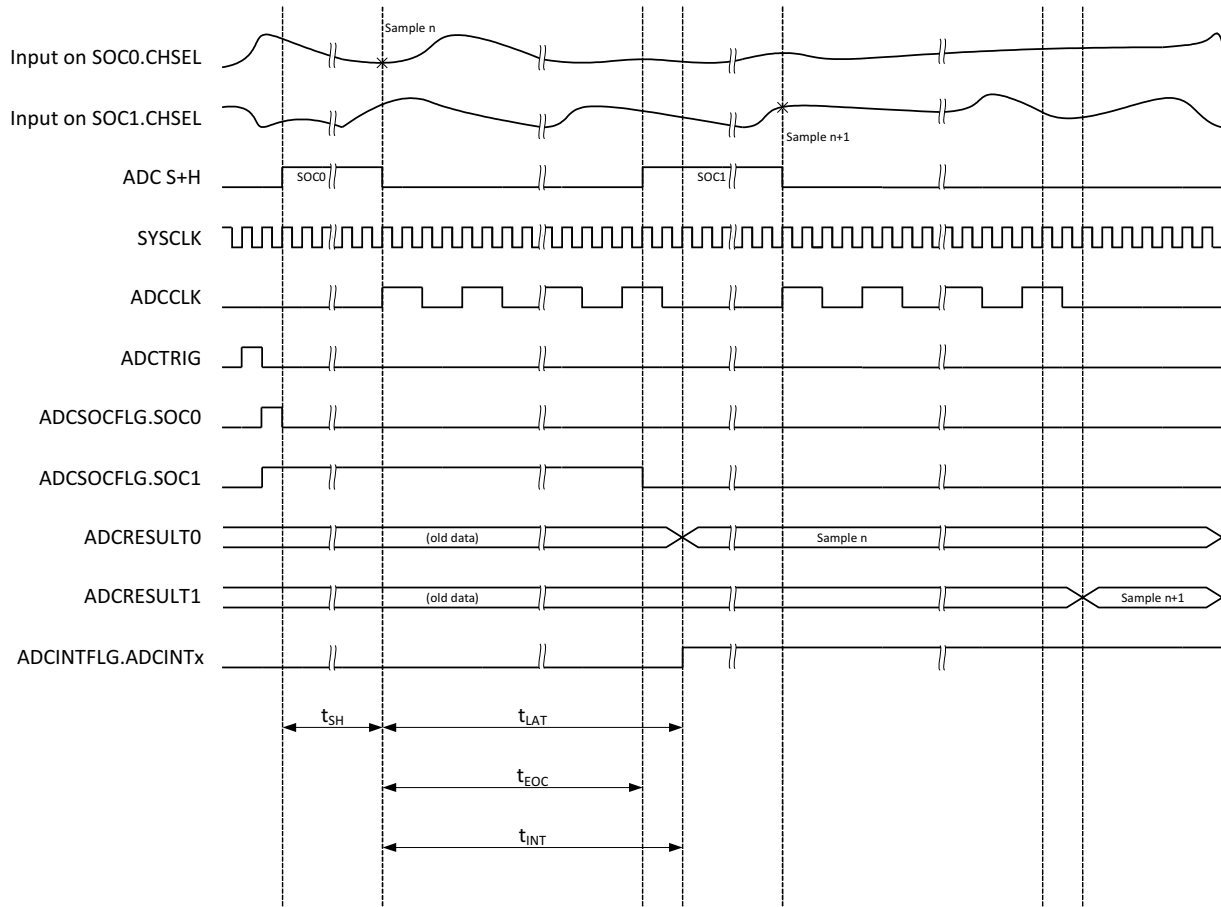 Sample n
Input on SOC0.CHSEL
Input on SOC1.CHSEL
Sample n+1
ADC S+H
SOC0
SOC1
SYSCLK
ADCCLK
ADCTRIG
ADCSOCFLG.SOC0
ADCSOCFLG.SOC1
ADCRESULT0
(old data)
Sample n
ADCRESULT1
(old data)
Sample n+1
ADCINTFLG.ADCINTx
tSH
tLAT
tEOC
tINT